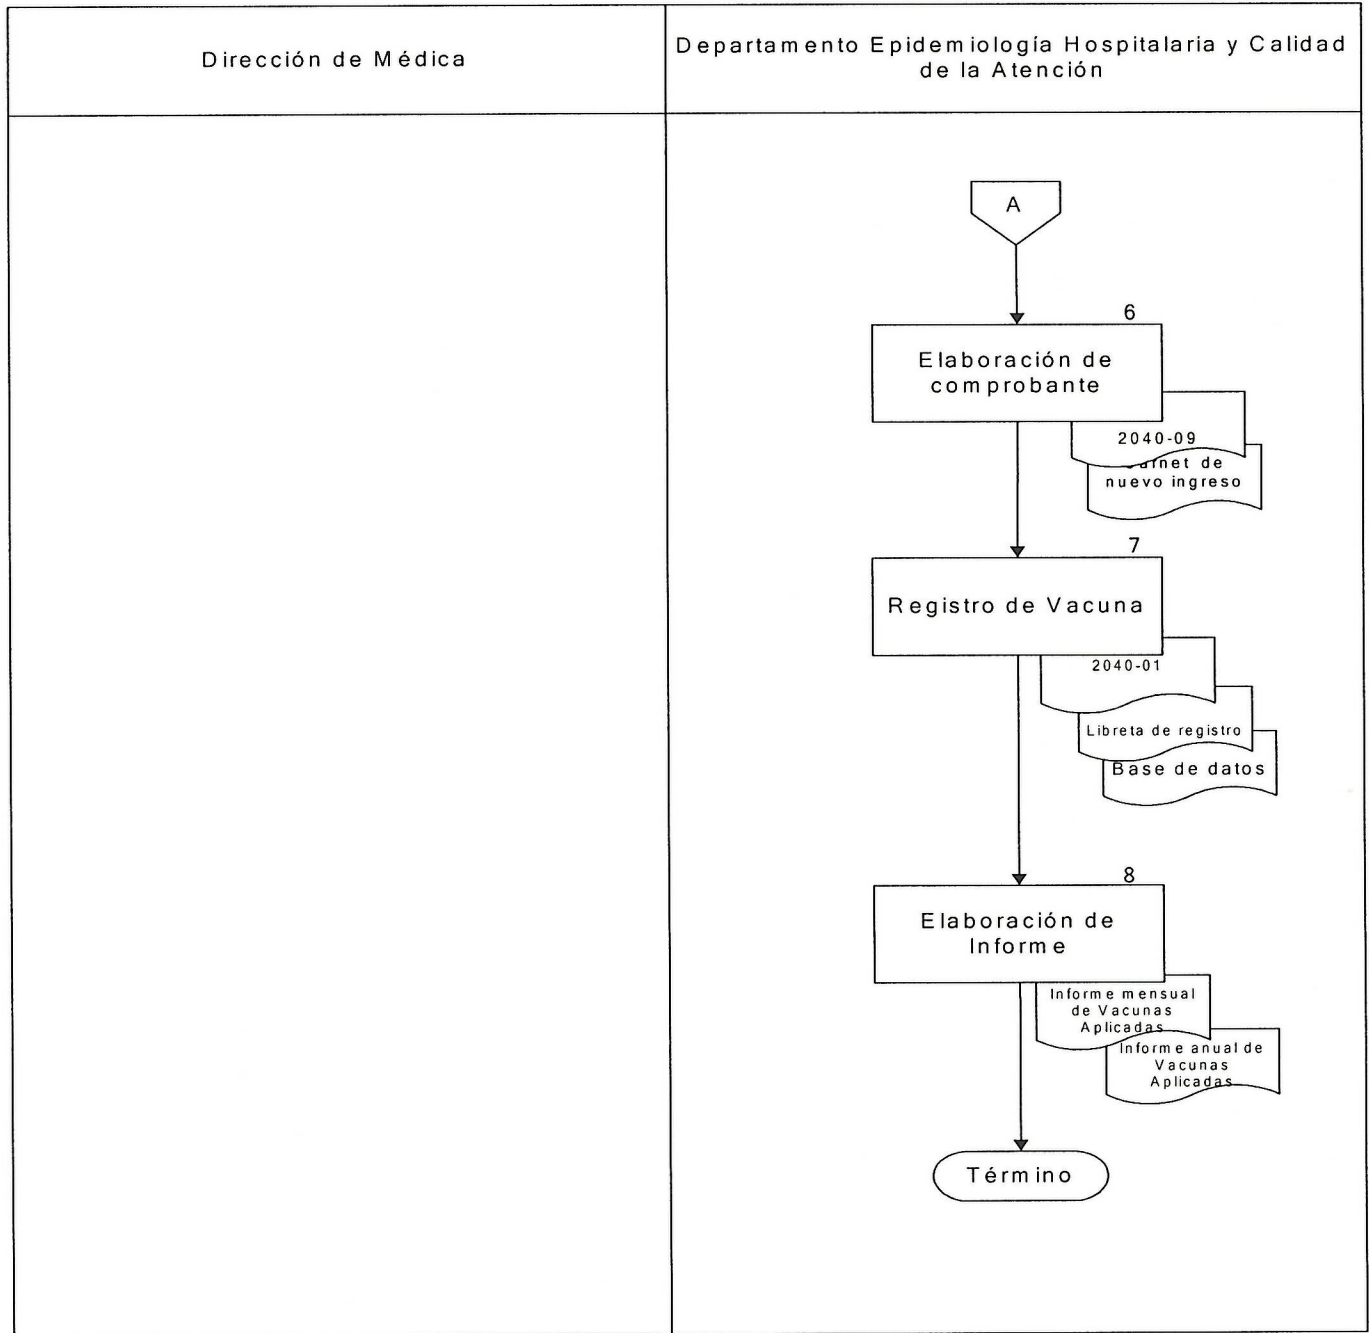 Dirección de Médica
Departamento Epidemiología Hospitalaria y Calidad
de la Atención
A
6
Elaboración de
comprobante
2040-09
de
nuevo ingreso
7
Registro de Vacuna
2040-01
Libreta de registro
Base de datos
8
Elaboración de
Informe
Informe mensual
de Vacunas
Aplicadas
Informe anual de
Vacunas
Aplicadas
Término